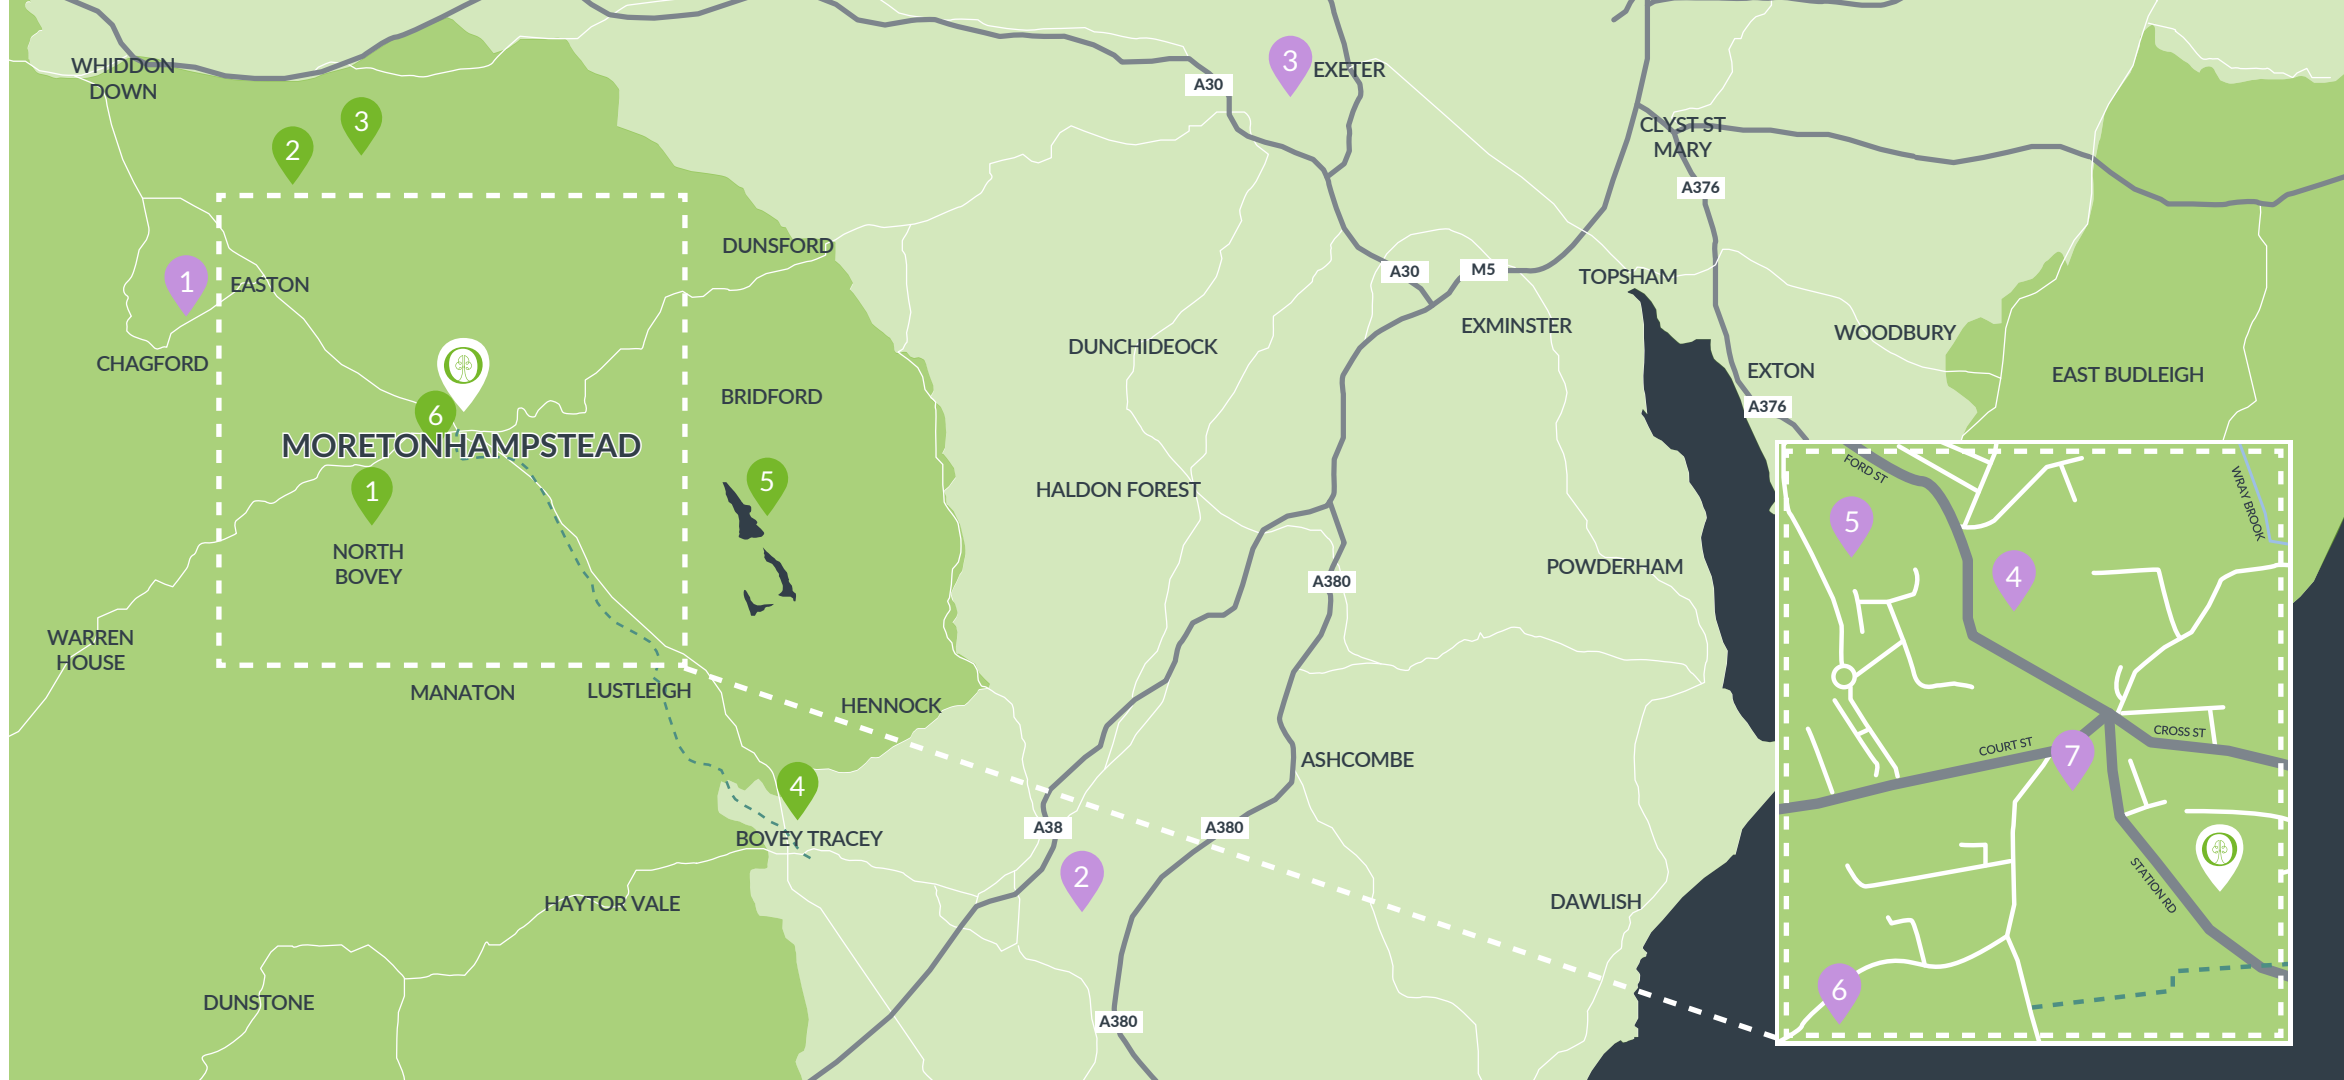 WHIDDON
DOWN
3
2
1
EASTON
CHAGFORD
6
MORETONHAMPSTEAD
1
NORTH
BOVEY
WARREN
HOUSE
MANATON
LUSTLEIGH
DUNSFORD
BRIDFORD
5
HENNOCK
4
BOVEY TRACEY
HAYTOR VALE
DUNSTONE
A30
3
EXETER
CLYST ST
MARY
A376
A30
M5
TOPSHAM
EXMINSTER
DUNCHIDEOCK
WOODBURY
EXTON
EAST BUDLEIGH
A376
HALDON FOREST
POWDERHAM
A380
ASHCOMBE
A38
A380
2
DAWLISH
A380
FORD ST
WRAY BROOK
5
4
CROSS ST
COURT ST
7
STATION RD
6